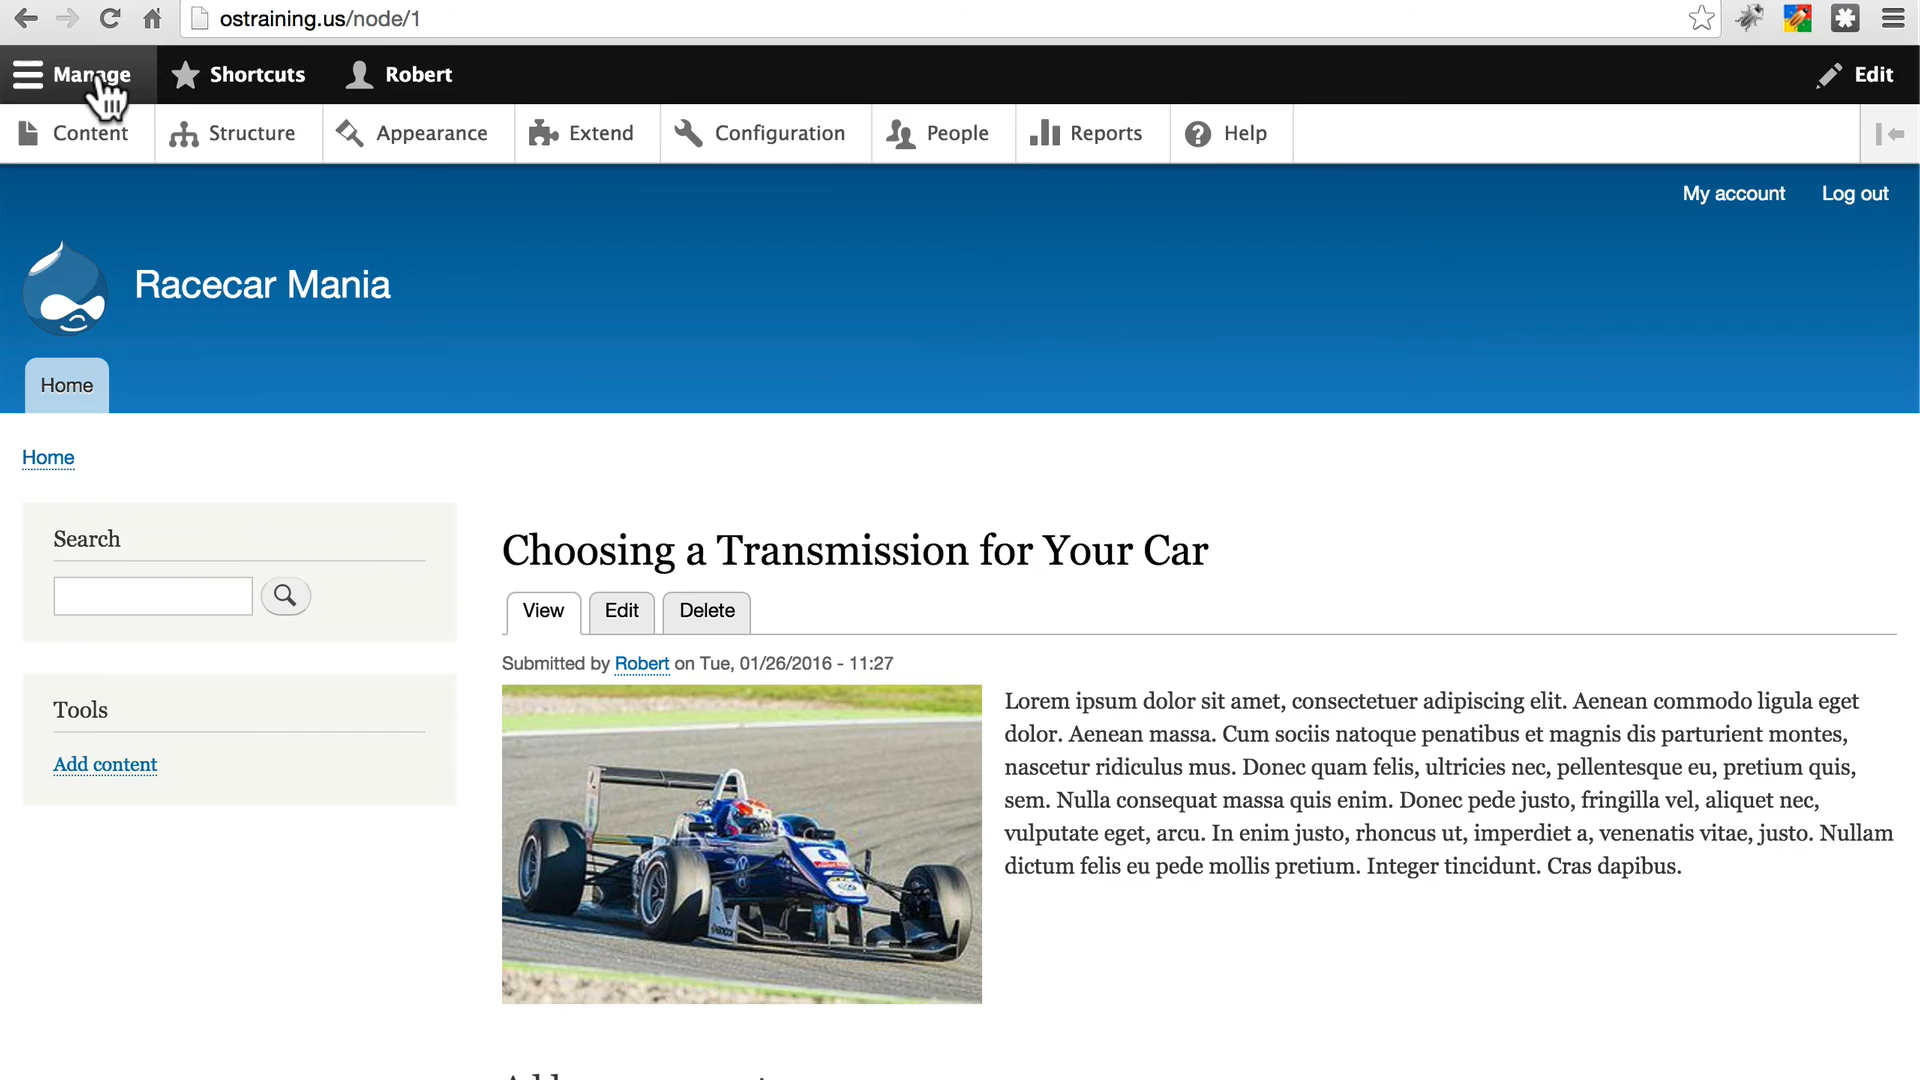 ostraining.us/node/1
Manage Shortcuts Robert Edit
Content Structure Appearance Extend Configuration People Reports Help
My account Log out
Racecar Mania
Home
Home
Search
Choosing a Transmission for Your Car
View Edit Delete
Submitted by Robert on Tue, 01/26/2016 - 11:27
Tools
Add content
Lorem ipsum dolor sit amet, consectetuer adipiscing elit. Aenean commodo ligula eget
dolor. Aenean massa. Cum sociis natoque penatibus et magnis dis parturient montes,
nascetur ridiculus mus. Donec quam felis, ultricies nec, pellentesque eu, pretium quis,
sem. Nulla consequat massa quis enim. Donec pede justo, fringilla vel, aliquet nec,
vulputate eget, arcu. In enim justo, rhoncus ut, imperdiet a, venenatis vitae, justo. Nullam
dictum felis eu pede mollis pretium. Integer tincidunt. Cras dapibus.
6